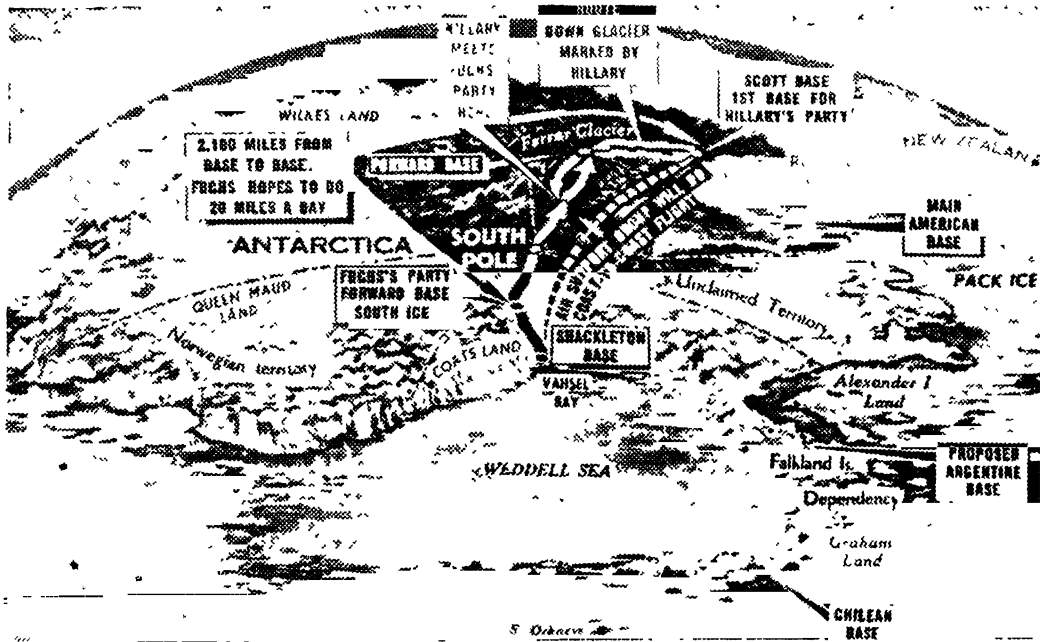 HILLARY
MEETS
FUCHS
PARTY
ROUTE
DOWN GLACIER
MARKED BY
HILLARY
SCOTT BASE
1ST BASE FOR
HILLARY'S PARTY
WILKES LAND
NEW ZEALAND
2,100 MILES FROM
BASE TO BASE.
FUCHS HOPES TO DO
20 MILES A DAY
Ferrar Glacier
FORWARD BASE
MAIN
AMERICAN
BASE
ANTARCTICA
SOUTH
POLE
PACK ICE
FUCHS'S PARTY
FORWARD BASE
SOUTH ICE
QUEEN MAUD
LAND
Norwegian territory
Unclaimed Territory
SHACKLETON
BASE
COATS LAND
VAHSEL
BAY
Alexander I
Land
WEDDELL SEA
Falkland Is.
Dependency
PROPOSED
ARGENTINE
BASE
Graham
Land
CHILEAN
BASE
S Orkneys